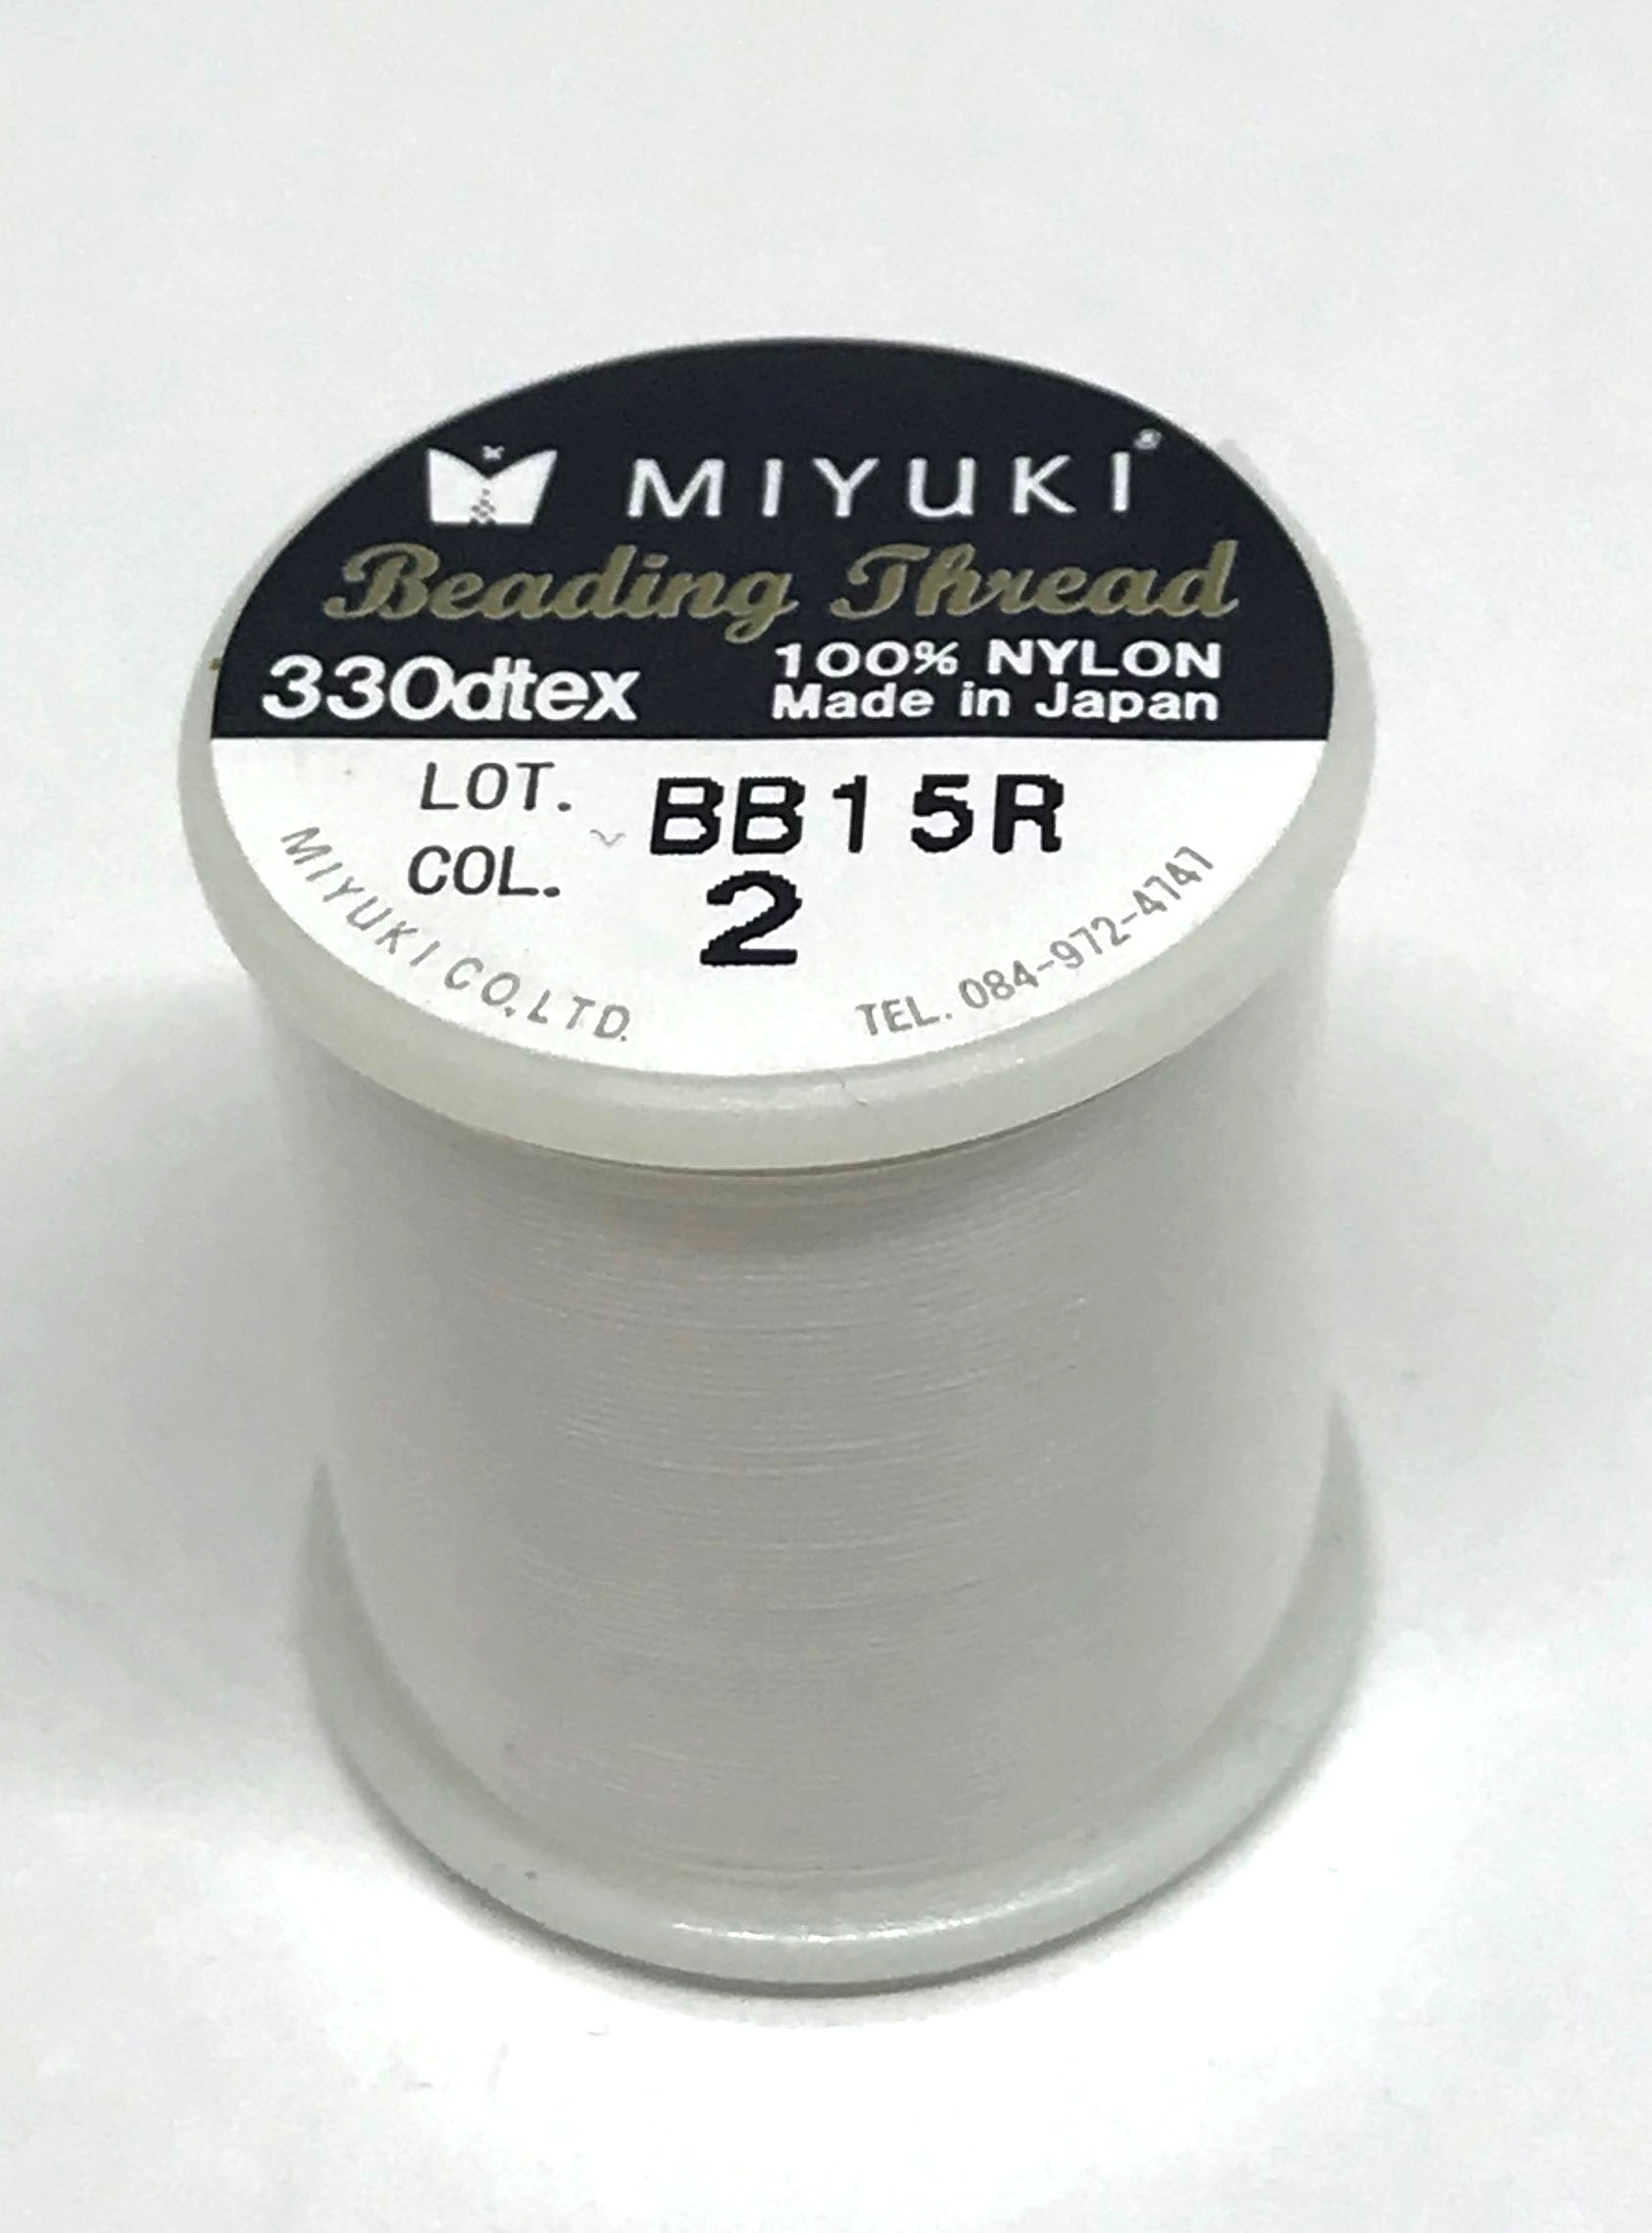 MIYUKI®
Beading Thread
330dtex
100% NYLON
Made in Japan
LOT. BB15R
COL. 2
MIYUKI CO.,LTD.
TEL. 084-972-4747